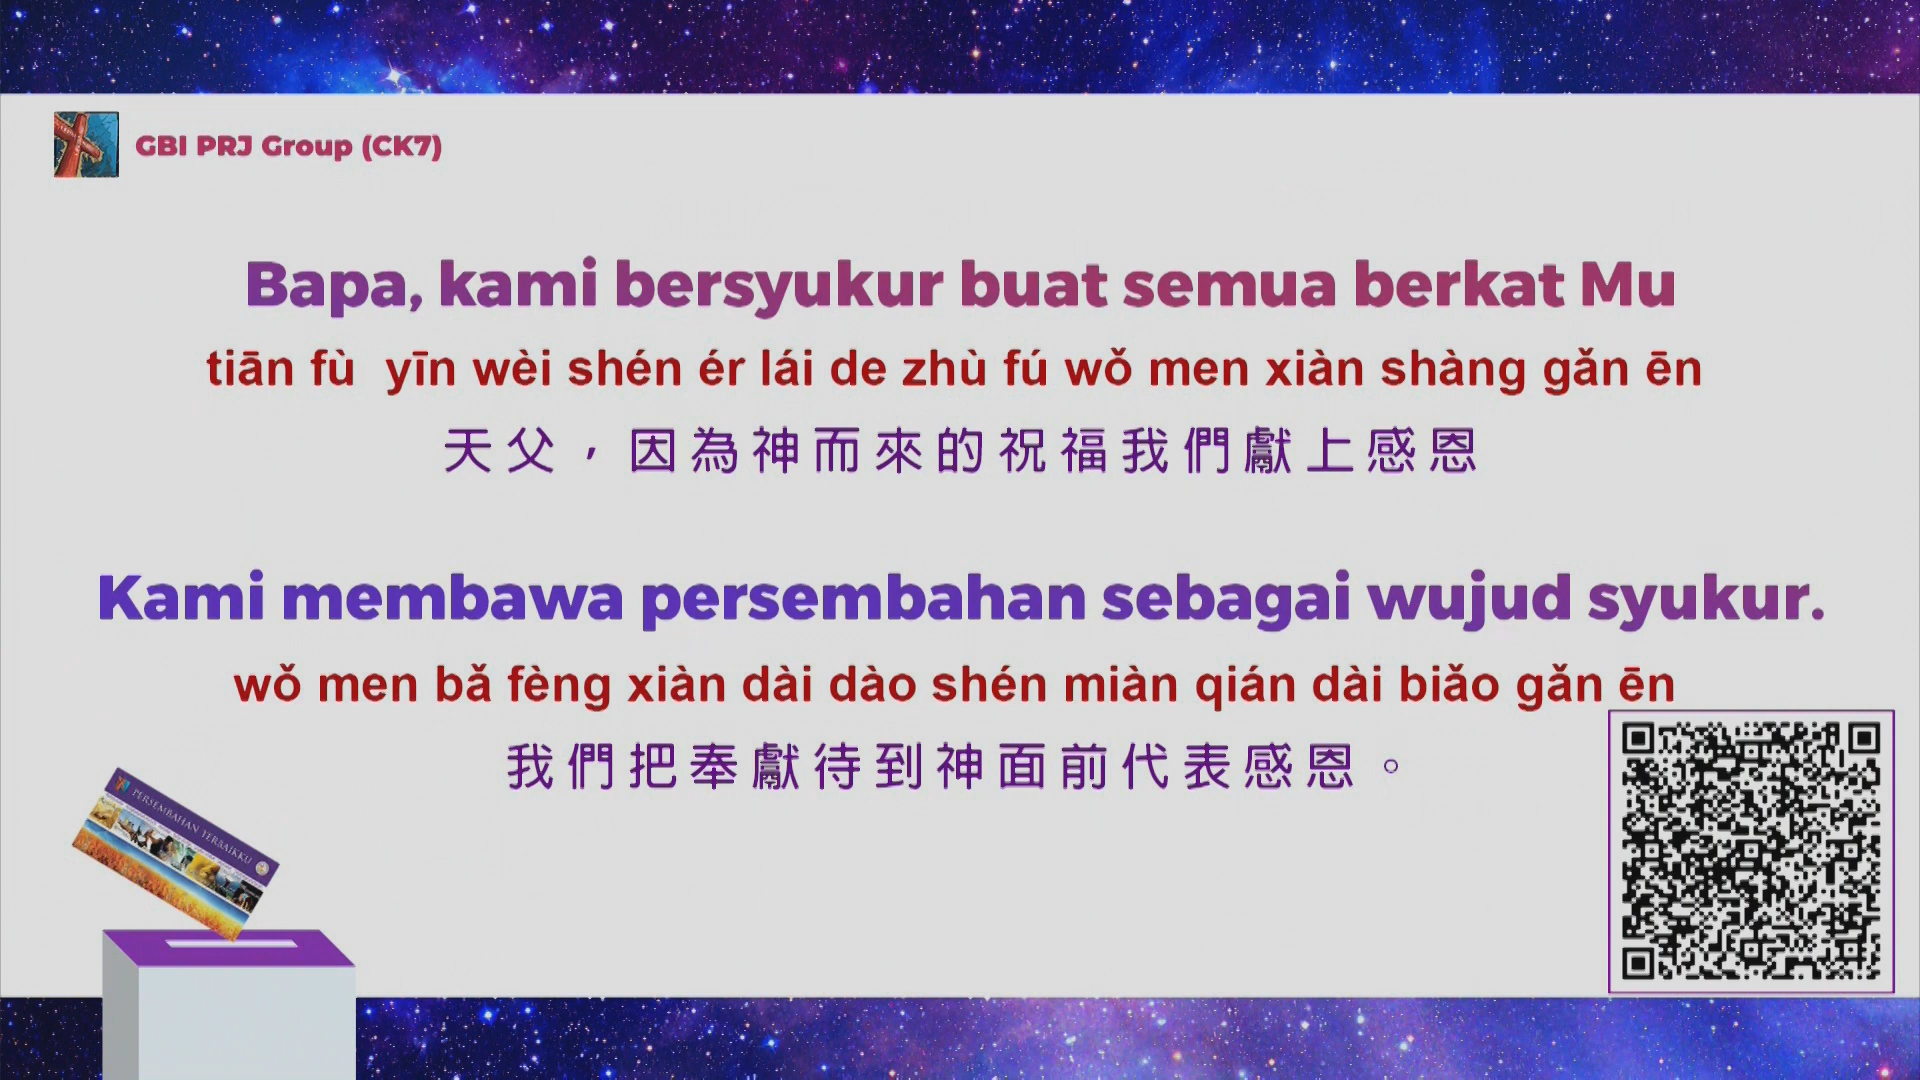 GBI PRJ Group (CK7)
Bapa, kami bersyukur buat semua berkat Mu
tiān fù yīn wèi shén ér lái de zhù fú wǒ men xiàn shàng gǎn ēn
天父，因為神而來的祝福我們獻上感恩
Kami membawa persembahan sebagai wujud syukur.
wǒ men bǎ fèng xiàn dài dào shén miàn qián dài biǎo gǎn ēn
我們把奉獻待到神面前代表感恩。
PERSEMBAHAN TERBAIKKU